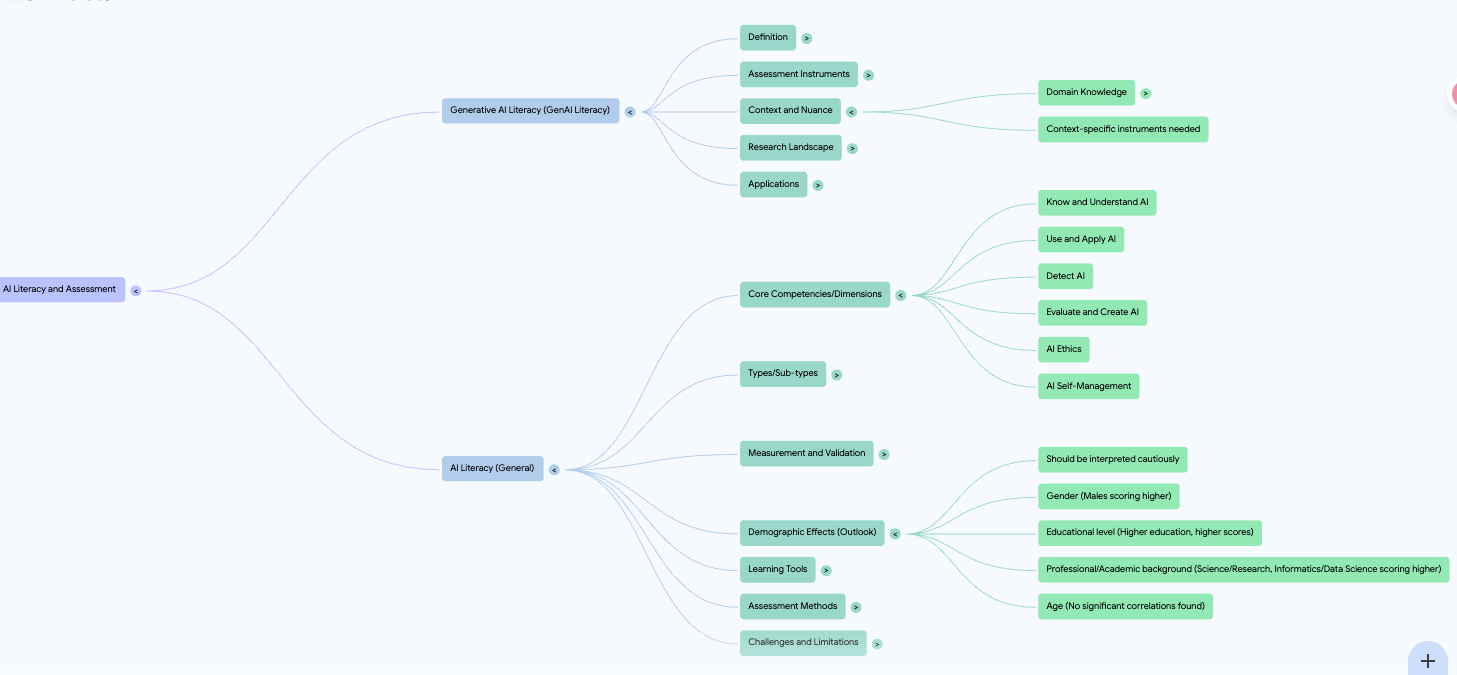 AI Literacy and Assessment <
Generative AI Literacy (GenAI Literacy) <
Definition >
Assessment Instruments >
Context and Nuance <
Domain Knowledge >
Context-specific instruments needed
Research Landscape >
Applications >
AI Literacy (General) <
Core Competencies/Dimensions <
Know and Understand AI
Use and Apply AI
Detect AI
Evaluate and Create AI
AI Ethics
AI Self-Management
Types/Sub-types >
Measurement and Validation >
Demographic Effects (Outlook) <
Should be interpreted cautiously
Gender (Males scoring higher)
Educational level (Higher education, higher scores)
Professional/Academic background (Science/Research, Informatics/Data Science scoring higher)
Age (No significant correlations found)
Learning Tools >
Assessment Methods >
Challenges and Limitations >
+